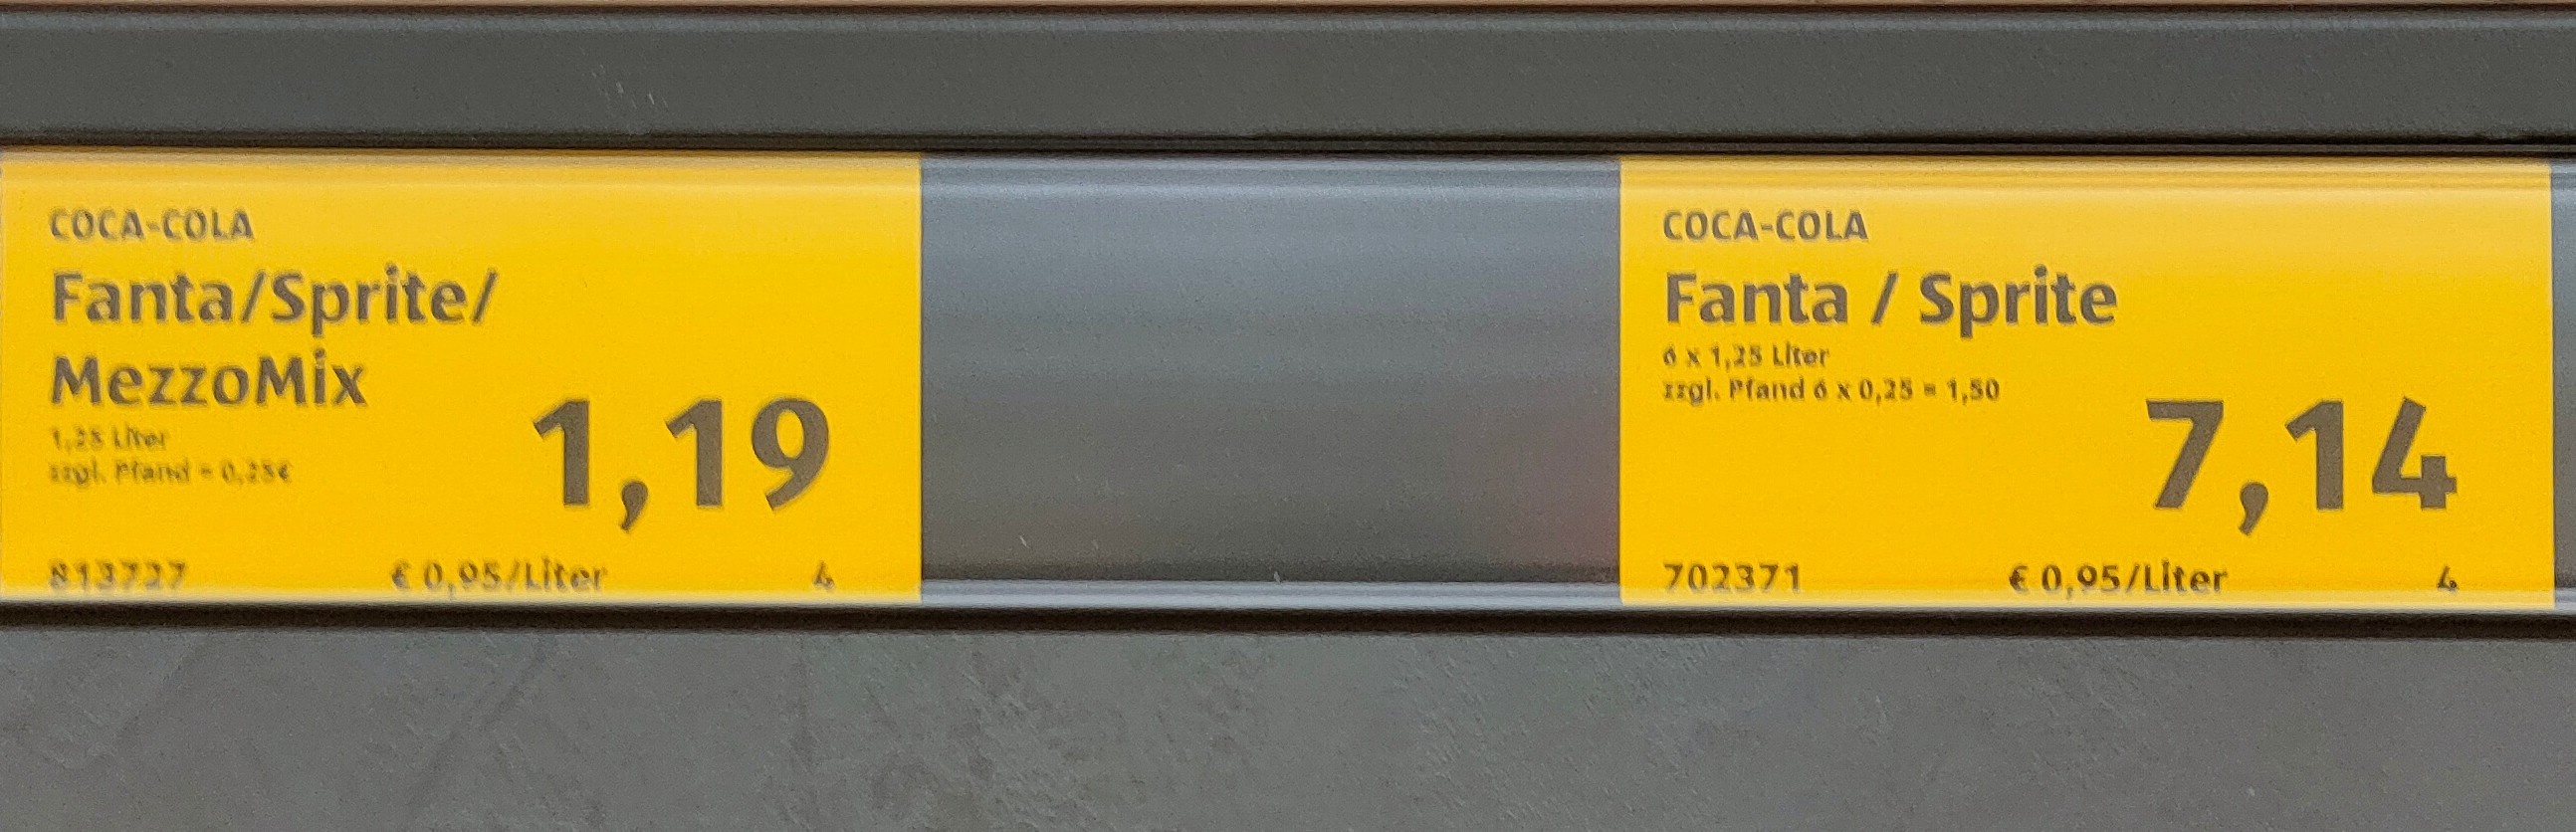 COCA-COLA
Fanta/Sprite/
MezzoMix
1,25 Liter
zzgl. Pfand = 0,25€
1,19
813727 € 0,95/Liter 4
COCA-COLA
Fanta / Sprite
6 x 1,25 Liter
zzgl. Pfand 6 x 0,25 = 1,50
7,14
702371 € 0,95/Liter 4